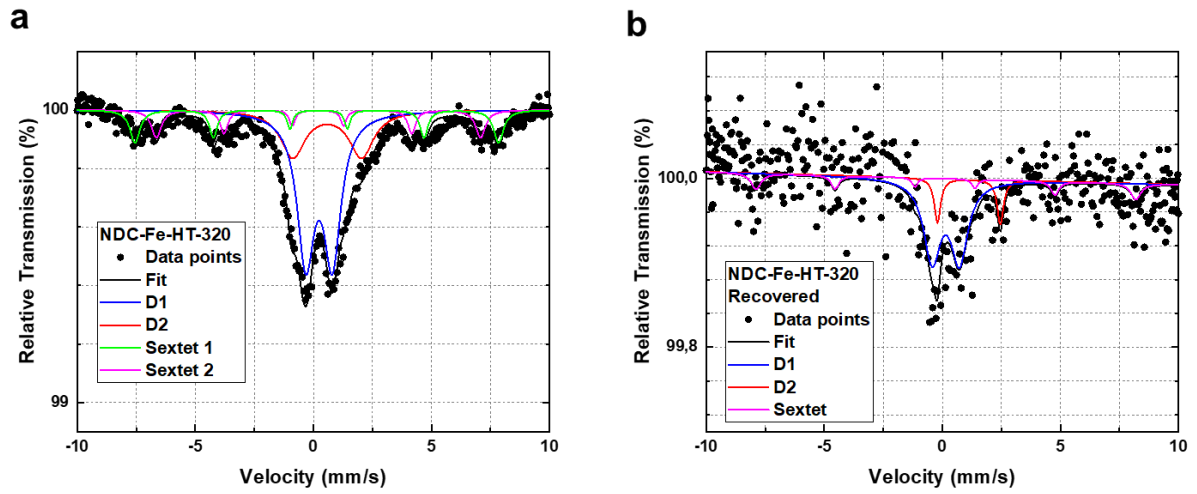 a
Relative Transmission (%)
100
99
NDC-Fe-HT-320
Data points
Fit
D1
D2
Sextet 1
Sextet 2
-10 -5 0 5 10
Velocity (mm/s)
b
Relative Transmission (%)
100,0
99,8
NDC-Fe-HT-320
Recovered
Data points
Fit
D1
D2
Sextet
-10 -5 0 5 10
Velocity (mm/s)